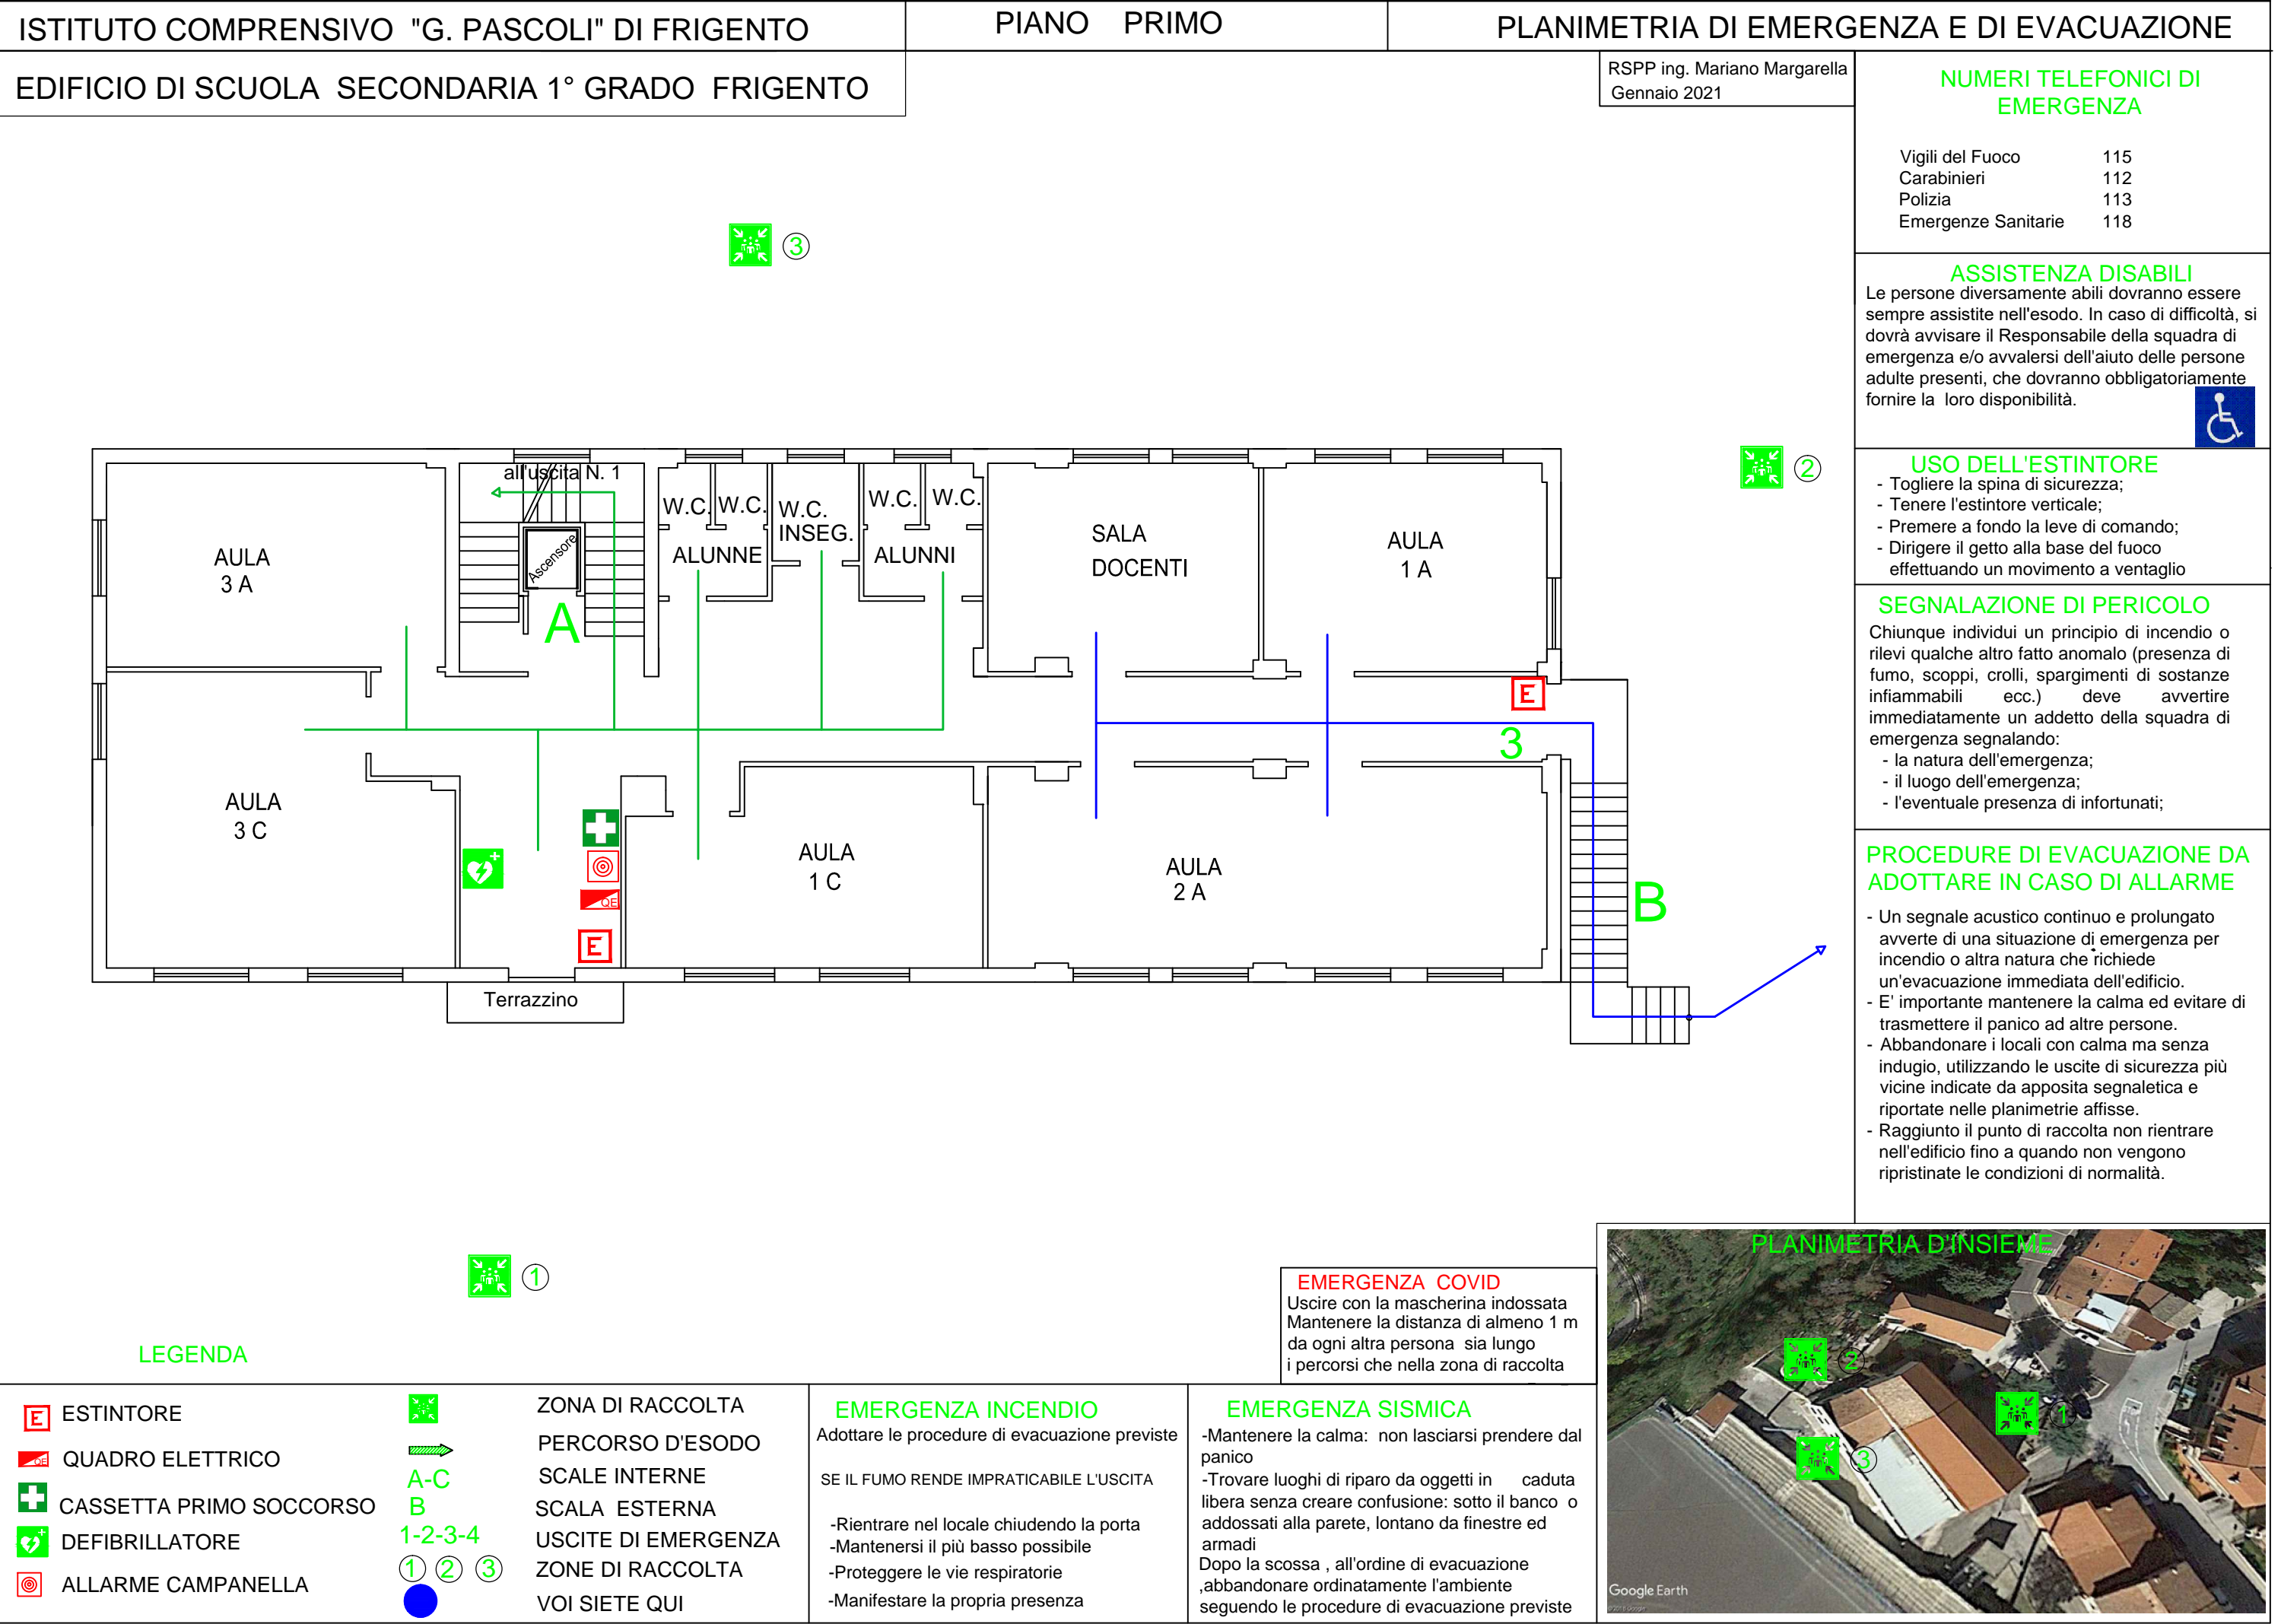 ISTITUTO COMPRENSIVO "G. PASCOLI" DI FRIGENTO
PIANO PRIMO
PLANIMETRIA DI EMERGENZA E DI EVACUAZIONE
EDIFICIO DI SCUOLA SECONDARIA 1° GRADO FRIGENTO
RSPP ing. Mariano Margarella
Gennaio 2021
NUMERI TELEFONICI DI
EMERGENZA
Vigili del Fuoco 115
Carabinieri 112
Polizia 113
Emergenze Sanitarie 118
ASSISTENZA DISABILI
Le persone diversamente abili dovranno essere
sempre assistite nell'esodo. In caso di difficoltà, si
dovrà avvisare il Responsabile della squadra di
emergenza e/o avvalersi dell'aiuto delle persone
adulte presenti, che dovranno obbligatoriamente
fornire la loro disponibilità.
USO DELL'ESTINTORE
- Togliere la spina di sicurezza;
- Tenere l'estintore verticale;
- Premere a fondo la leve di comando;
- Dirigere il getto alla base del fuoco
effettuando un movimento a ventaglio
SEGNALAZIONE DI PERICOLO
Chiunque individui un principio di incendio o
rilevi qualche altro fatto anomalo (presenza di
fumo, scoppi, crolli, spargimenti di sostanze
infiammabili ecc.) deve avvertire
immediatamente un addetto della squadra di
emergenza segnalando:
- la natura dell'emergenza;
- il luogo dell'emergenza;
- l'eventuale presenza di infortunati;
PROCEDURE DI EVACUAZIONE DA
ADOTTARE IN CASO DI ALLARME
- Un segnale acustico continuo e prolungato
avverte di una situazione di emergenza per
incendio o altra natura che richiede
un'evacuazione immediata dell'edificio.
- E' importante mantenere la calma ed evitare di
trasmettere il panico ad altre persone.
- Abbandonare i locali con calma ma senza
indugio, utilizzando le uscite di sicurezza più
vicine indicate da apposita segnaletica e
riportate nelle planimetrie affisse.
- Raggiunto il punto di raccolta non rientrare
nell'edificio fino a quando non vengono
ripristinate le condizioni di normalità.
3
2
all'uscita N. 1
W.C. W.C. W.C. INSEG. W.C. W.C.
ALUNNE
ALUNNI
Ascensore
A
AULA
3 A
SALA
DOCENTI
AULA
1 A
E
3
AULA
3 C
QE
E
AULA
1 C
AULA
2 A
B
Terrazzino
1
EMERGENZA COVID
Uscire con la mascherina indossata
Mantenere la distanza di almeno 1 m
da ogni altra persona sia lungo
i percorsi che nella zona di raccolta
PLANIMETRIA D'INSIEME
2
1
3
Google Earth
LEGENDA
E ESTINTORE
QE QUADRO ELETTRICO
CASSETTA PRIMO SOCCORSO
DEFIBRILLATORE
ALLARME CAMPANELLA
ZONA DI RACCOLTA
PERCORSO D'ESODO
A-C SCALE INTERNE
B SCALA ESTERNA
1-2-3-4 USCITE DI EMERGENZA
1 2 3 ZONE DI RACCOLTA
VOI SIETE QUI
EMERGENZA INCENDIO
Adottare le procedure di evacuazione previste
SE IL FUMO RENDE IMPRATICABILE L'USCITA
-Rientrare nel locale chiudendo la porta
-Mantenersi il più basso possibile
-Proteggere le vie respiratorie
-Manifestare la propria presenza
EMERGENZA SISMICA
-Mantenere la calma: non lasciarsi prendere dal
panico
-Trovare luoghi di riparo da oggetti in caduta
libera senza creare confusione: sotto il banco o
addossati alla parete, lontano da finestre ed
armadi
Dopo la scossa , all'ordine di evacuazione
,abbandonare ordinatamente l'ambiente
seguendo le procedure di evacuazione previste